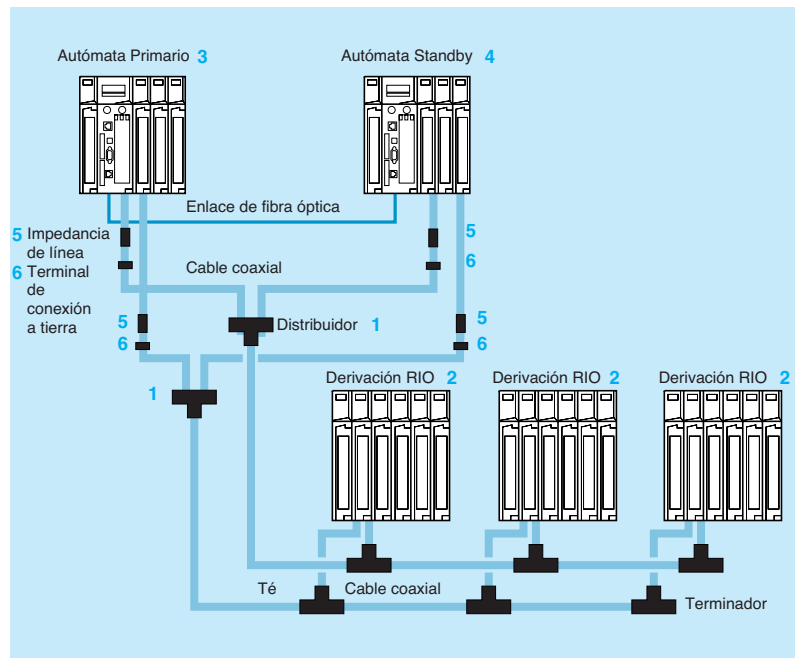 Autómata Primario 3
Autómata Standby 4
Enlace de fibra óptica
5 Impedancia
de línea
6 Terminal
de
conexión
a tierra
5
6
Cable coaxial
5
6
Distribuidor 1
5
6
1
Derivación RIO 2
Derivación RIO 2
Derivación RIO 2
Té
Cable coaxial
Terminador